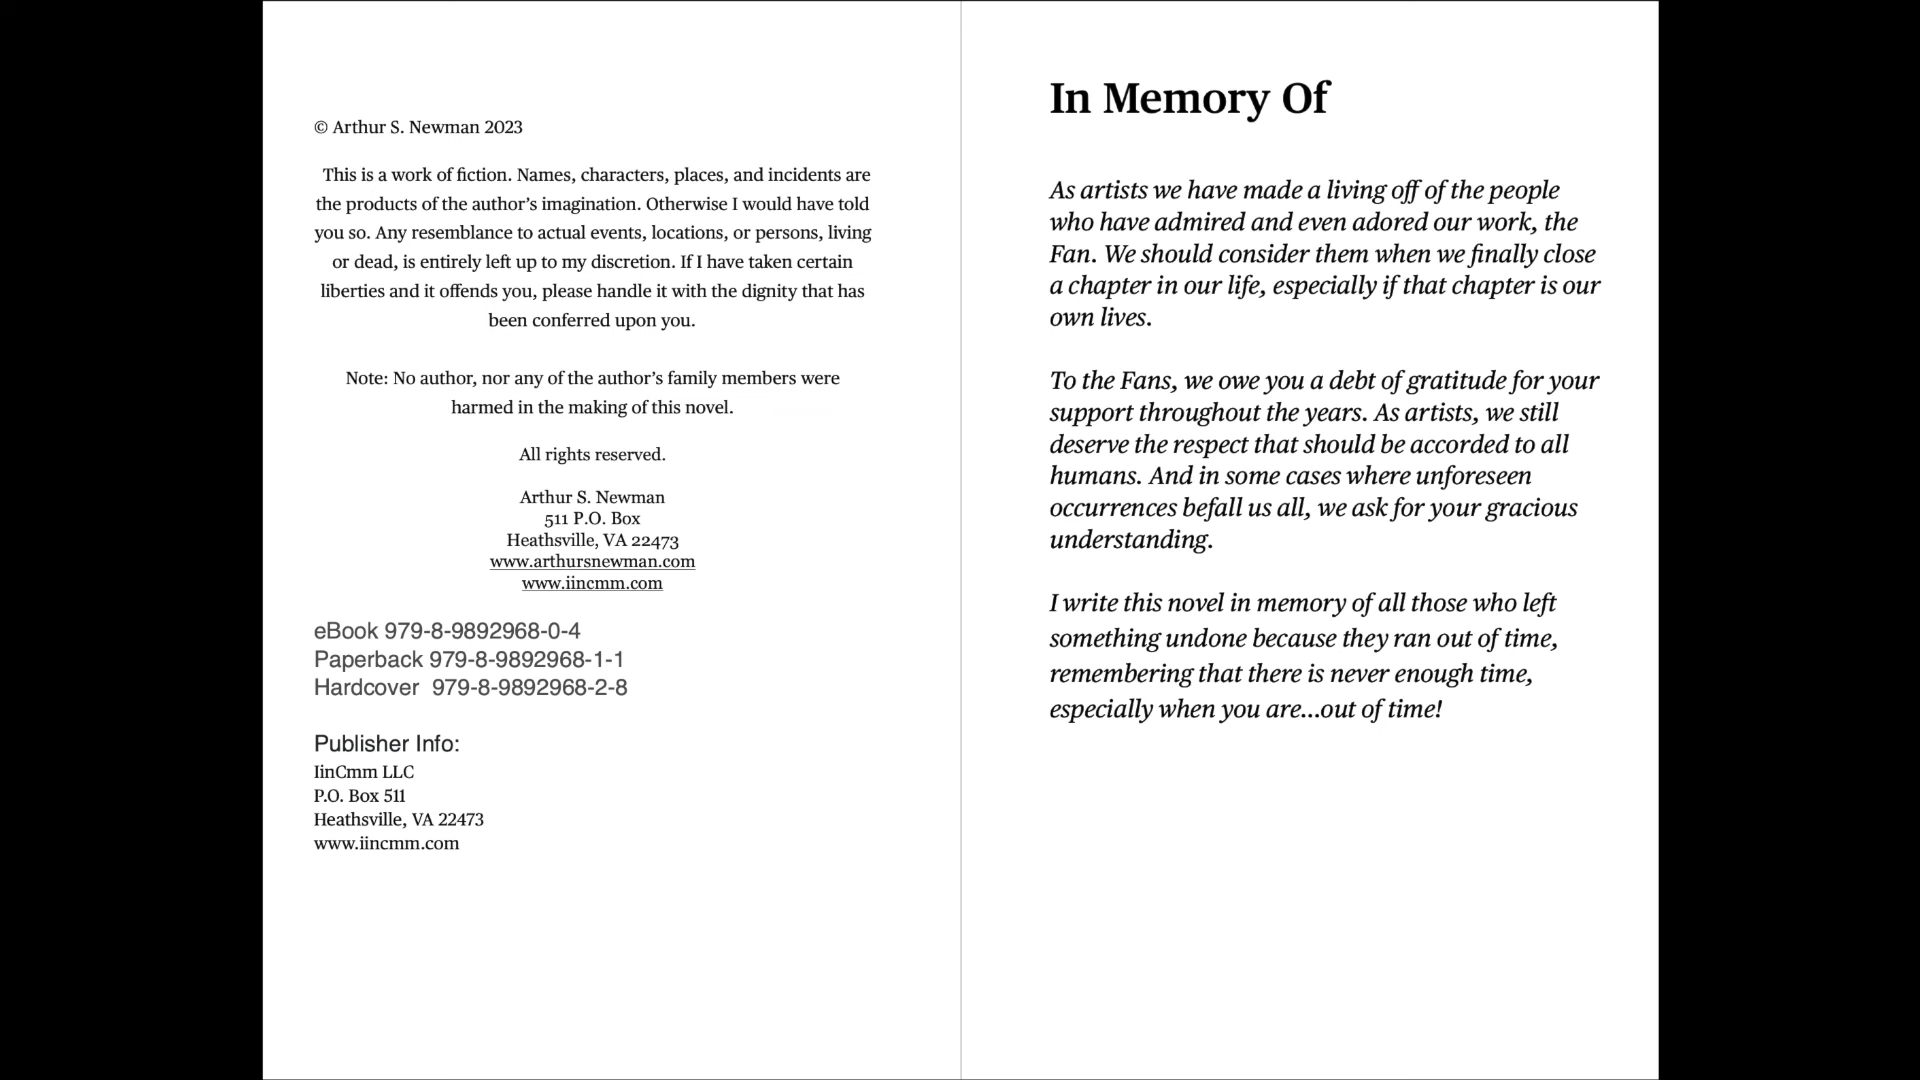 © Arthur S. Newman 2023
This is a work of fiction. Names, characters, places, and incidents are
the products of the author’s imagination. Otherwise I would have told
you so. Any resemblance to actual events, locations, or persons, living
or dead, is entirely left up to my discretion. If I have taken certain
liberties and it offends you, please handle it with the dignity that has
been conferred upon you.
Note: No author, nor any of the author’s family members were
harmed in the making of this novel.
All rights reserved.
Arthur S. Newman
511 P.O. Box
Heathsville, VA 22473
www.arthursnewman.com
www.iincmm.com
eBook 979-8-9892968-0-4
Paperback 979-8-9892968-1-1
Hardcover 979-8-9892968-2-8
Publisher Info:
IinCmm LLC
P.O. Box 511
Heathsville, VA 22473
www.iincmm.com
In Memory Of
As artists we have made a living off of the people
who have admired and even adored our work, the
Fan. We should consider them when we finally close
a chapter in our life, especially if that chapter is our
own lives.
To the Fans, we owe you a debt of gratitude for your
support throughout the years. As artists, we still
deserve the respect that should be accorded to all
humans. And in some cases where unforeseen
occurrences befall us all, we ask for your gracious
understanding.
I write this novel in memory of all those who left
something undone because they ran out of time,
remembering that there is never enough time,
especially when you are...out of time!